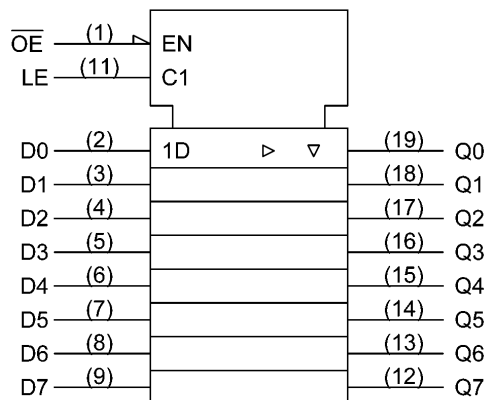 OE (1) EN
LE (11) C1
D0 (2) 1D (19) Q0
D1 (3) (18) Q1
D2 (4) (17) Q2
D3 (5) (16) Q3
D4 (6) (15) Q4
D5 (7) (14) Q5
D6 (8) (13) Q6
D7 (9) (12) Q7